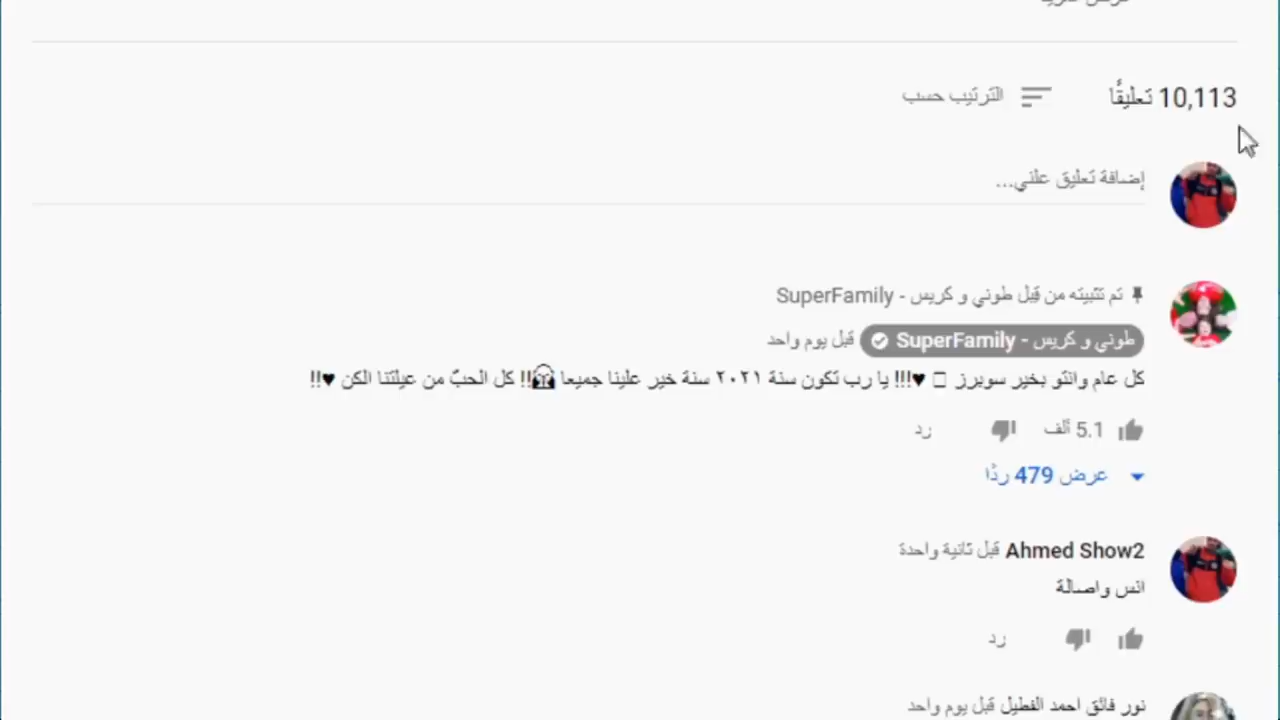 10,113 تعليقًا
الترتيب حسب
إضافة تعليق علني...
تم تثبيته من قِبل طوني و كريس - SuperFamily
طوني و كريس - SuperFamily قبل يوم واحد
كل عام وانتو بخير سوبرز ♥!!! يا رب تكون سنة ٢٠٢١ سنة خير علينا جميعا 🤗!! كل الحبّ من عيلتنا الكن ♥!!
5.1 ألف رد
عرض 479 ردًا
Ahmed Show2 قبل ثانية واحدة
انس واصالة
رد
نور فائق احمد الفطيل قبل يوم واحد